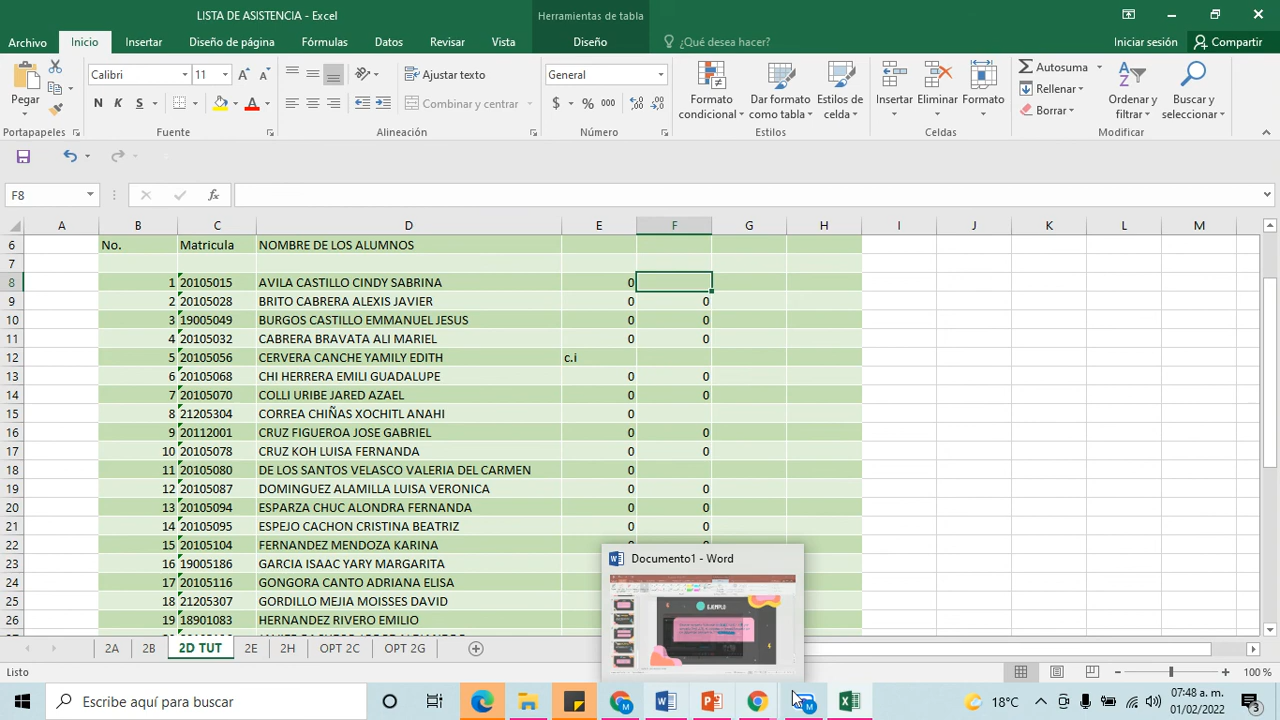 LISTA DE ASISTENCIA - Excel
Herramientas de tabla
Archivo Inicio Insertar Diseño de página Fórmulas Datos Revisar Vista Diseño ¿Qué desea hacer? Iniciar sesión Compartir
Pegar
Calibri 11
N K S
Ajustar texto
Combinar y centrar
General
$ % 000
Formato condicional
Dar formato como tabla
Estilos de celda
Insertar Eliminar Formato
Autosuma
Rellenar
Borrar
Ordenar y filtrar
Buscar y seleccionar
Portapapeles Fuente Alineación Número Estilos Celdas Modificar
F8 fx
A B C D E F G H I J K L M
6 No. Matricula NOMBRE DE LOS ALUMNOS
7
8 1 20105015 AVILA CASTILLO CINDY SABRINA 0
9 2 20105028 BRITO CABRERA ALEXIS JAVIER 0 0
10 3 19005049 BURGOS CASTILLO EMMANUEL JESUS 0 0
11 4 20105032 CABRERA BRAVATA ALI MARIEL 0 0
12 5 20105056 CERVERA CANCHE YAMILY EDITH c.i
13 6 20105068 CHI HERRERA EMILI GUADALUPE 0 0
14 7 20105070 COLLI URIBE JARED AZAEL 0 0
15 8 21205304 CORREA CHIÑAS XOCHITL ANAHI 0
16 9 20112001 CRUZ FIGUEROA JOSE GABRIEL 0 0
17 10 20105078 CRUZ KOH LUISA FERNANDA 0 0
18 11 20105080 DE LOS SANTOS VELASCO VALERIA DEL CARMEN 0
19 12 20105087 DOMINGUEZ ALAMILLA LUISA VERONICA 0 0
20 13 20105094 ESPARZA CHUC ALONDRA FERNANDA 0 0
21 14 20105095 ESPEJO CACHON CRISTINA BEATRIZ 0 0
22 15 20105104 FERNANDEZ MENDOZA KARINA
23 16 19005186 GARCIA ISAAC YARY MARGARITA
24 17 20105116 GONGORA CANTO ADRIANA ELISA
25 18 21205307 GORDILLO MEJIA MOISSES DAVID
26 19 18901083 HERNANDEZ RIVERO EMILIO
Documento1 - Word
EJEMPLO
2A 2B 2D TUT 2E 2H OPT 2C OPT 2G
Listo
100 %
Escribe aquí para buscar
18°C
07:48 a. m.
01/02/2022
3